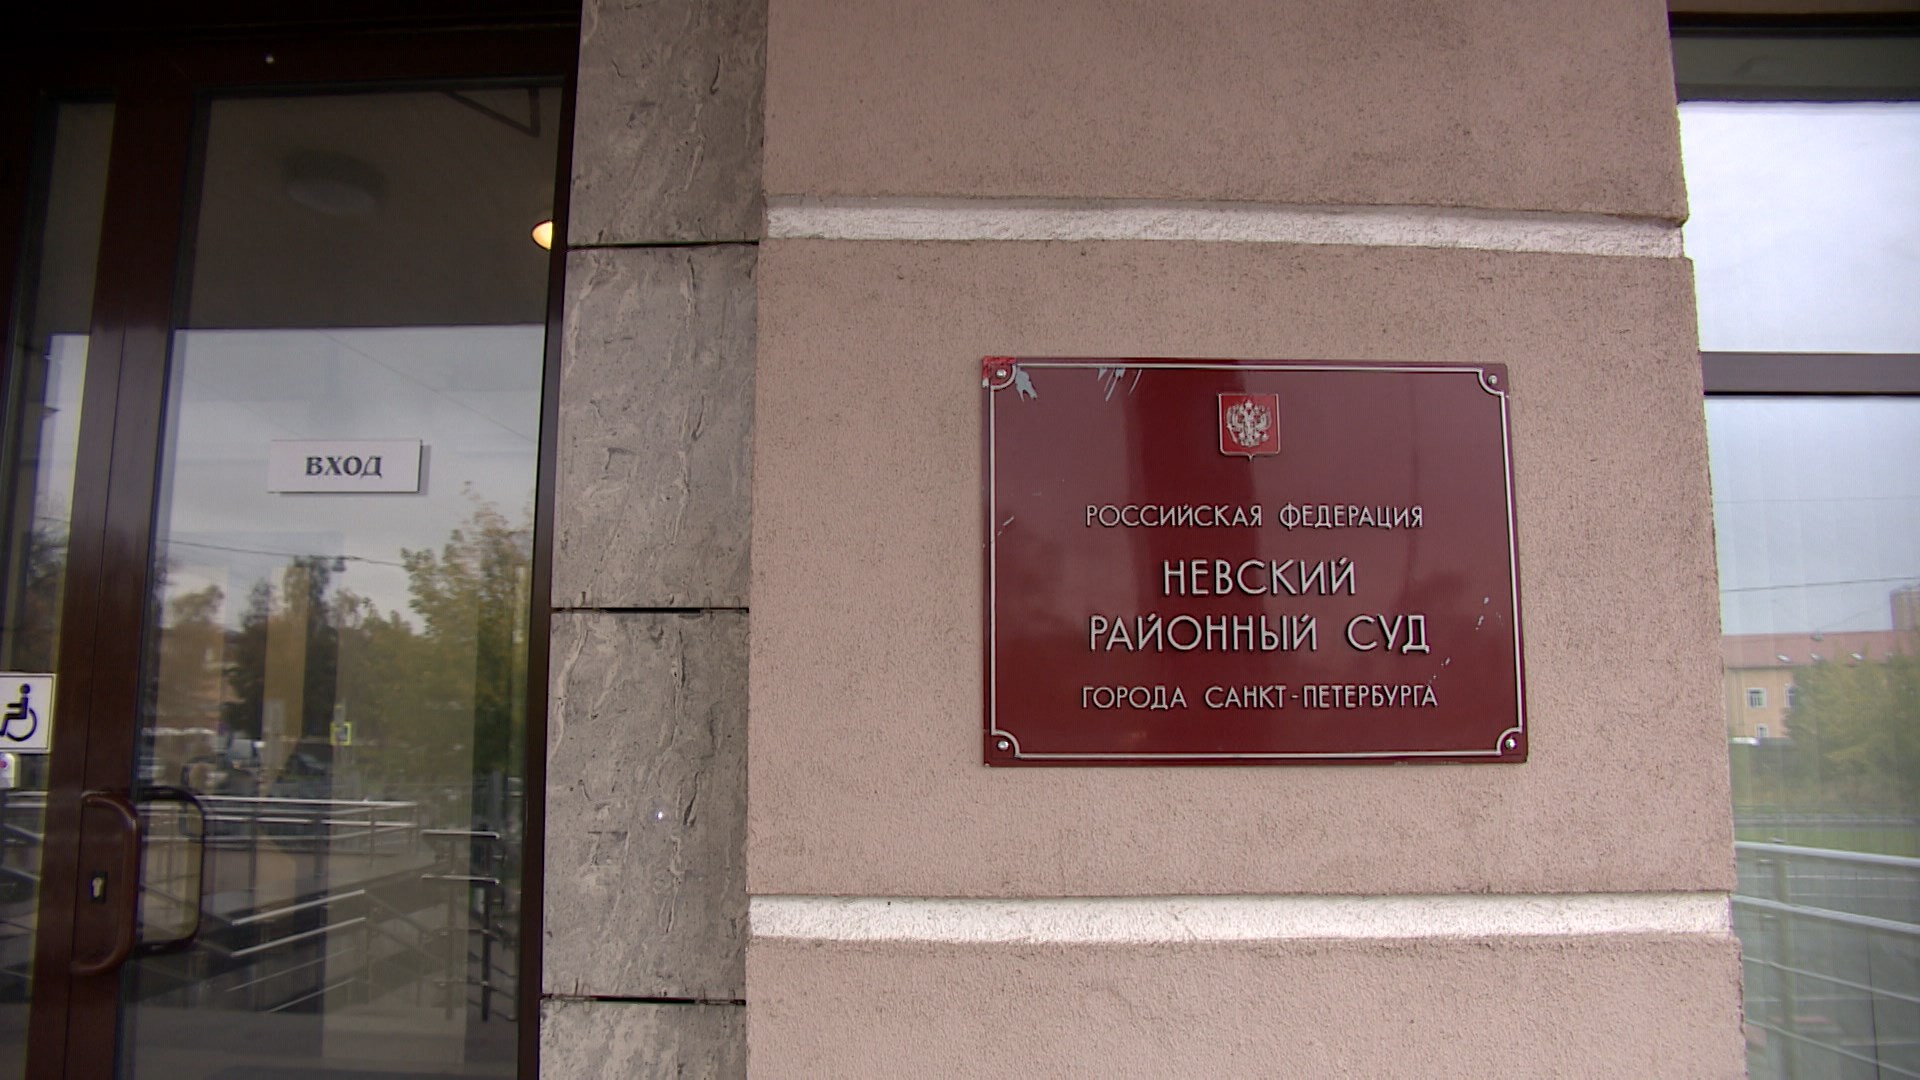 ВХОД
РОССИЙСКАЯ ФЕДЕРАЦИЯ
НЕВСКИЙ
РАЙОННЫЙ СУД
ГОРОДА САНКТ-ПЕТЕРБУРГА